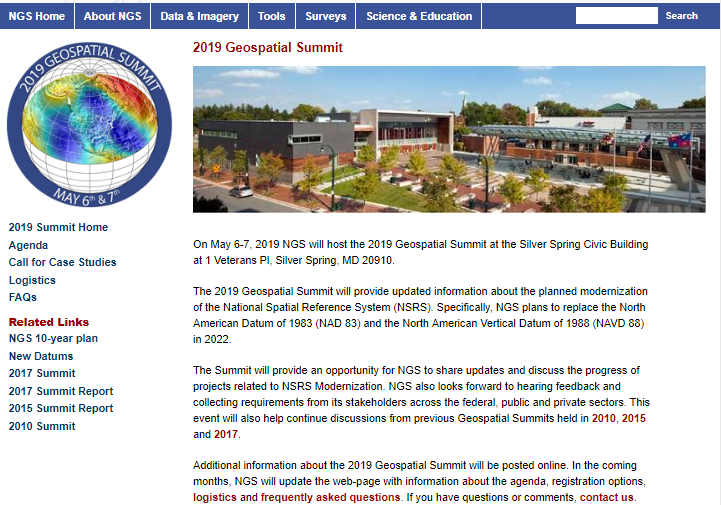 NGS Home About NGS Data & Imagery Tools Surveys Science & Education Search
2019 GEOSPATIAL SUMMIT
MAY 6th & 7th
2019 Summit Home
Agenda
Call for Case Studies
Logistics
FAQs
Related Links
NGS 10-year plan
New Datums
2017 Summit
2017 Summit Report
2015 Summit Report
2010 Summit
2019 Geospatial Summit
On May 6-7, 2019 NGS will host the 2019 Geospatial Summit at the Silver Spring Civic Building
at 1 Veterans Pl, Silver Spring, MD 20910.
The 2019 Geospatial Summit will provide updated information about the planned modernization
of the National Spatial Reference System (NSRS). Specifically, NGS plans to replace the North
American Datum of 1983 (NAD 83) and the North American Vertical Datum of 1988 (NAVD 88)
in 2022.
The Summit will provide an opportunity for NGS to share updates and discuss the progress of
projects related to NSRS Modernization. NGS also looks forward to hearing feedback and
collecting requirements from its stakeholders across the federal, public and private sectors. This
event will also help continue discussions from previous Geospatial Summits held in 2010, 2015
and 2017.
Additional information about the 2019 Geospatial Summit will be posted online. In the coming
months, NGS will update the web-page with information about the agenda, registration options,
logistics and frequently asked questions. If you have questions or comments, contact us.